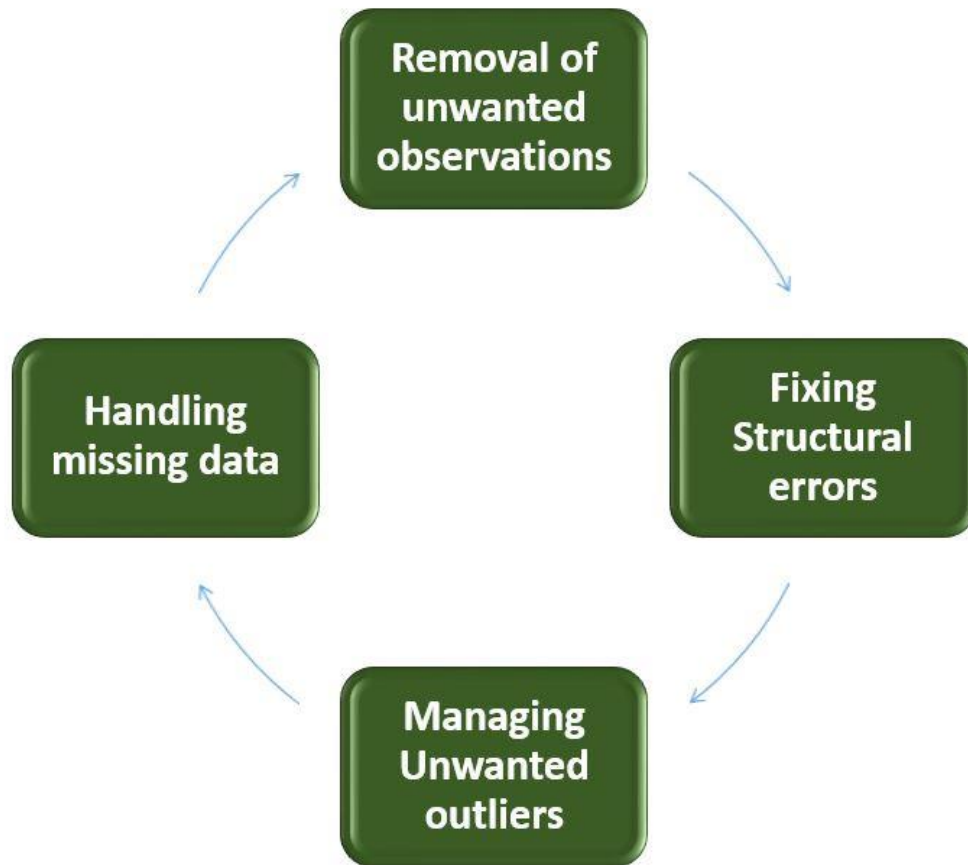 Removal of
unwanted
observations
Handling
missing data
Fixing
Structural
errors
Managing
Unwanted
outliers